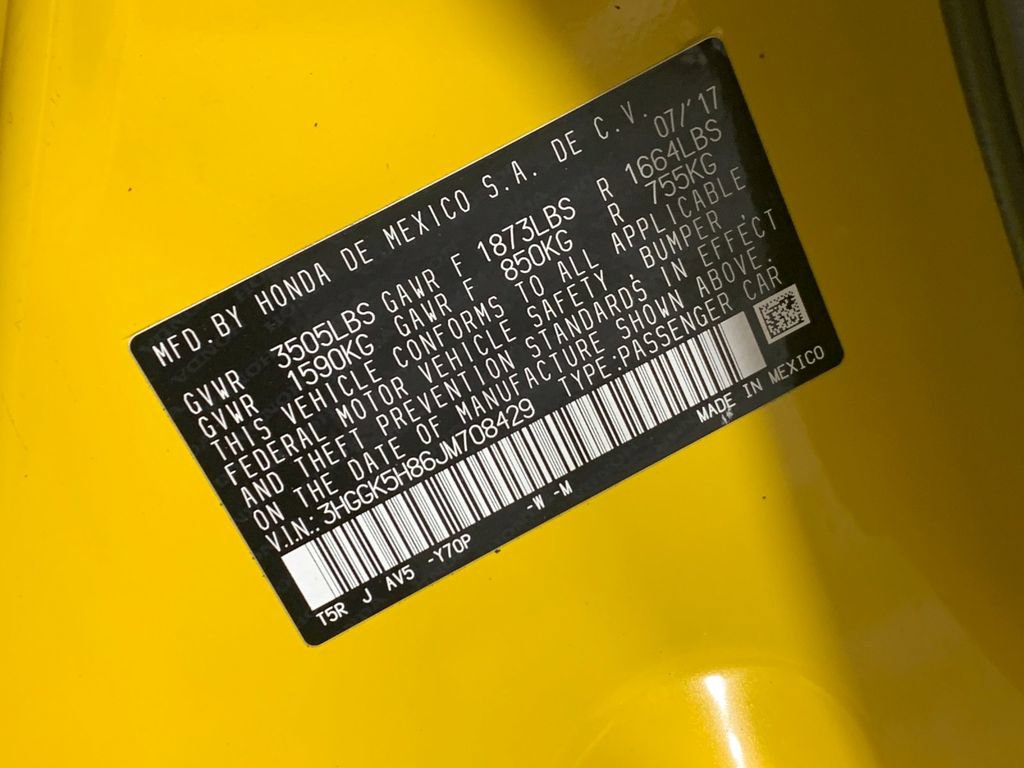 MFD. BY HONDA DE MEXICO S.A. DE C.V. 07/'17
GVWR 3505LBS GAWR F 1873LBS R 1664LBS
GVWR 1590KG GAWR F 850KG R 755KG
THIS VEHICLE CONFORMS TO ALL APPLICABLE
FEDERAL MOTOR VEHICLE SAFETY, BUMPER,
AND THEFT PREVENTION STANDARDS IN EFFECT
ON THE DATE OF MANUFACTURE SHOWN ABOVE.
V.I.N.: 3HGGK5H86JM708429 TYPE: PASSENGER CAR
T5R J AV5 -Y70P -W -M MADE IN MEXICO